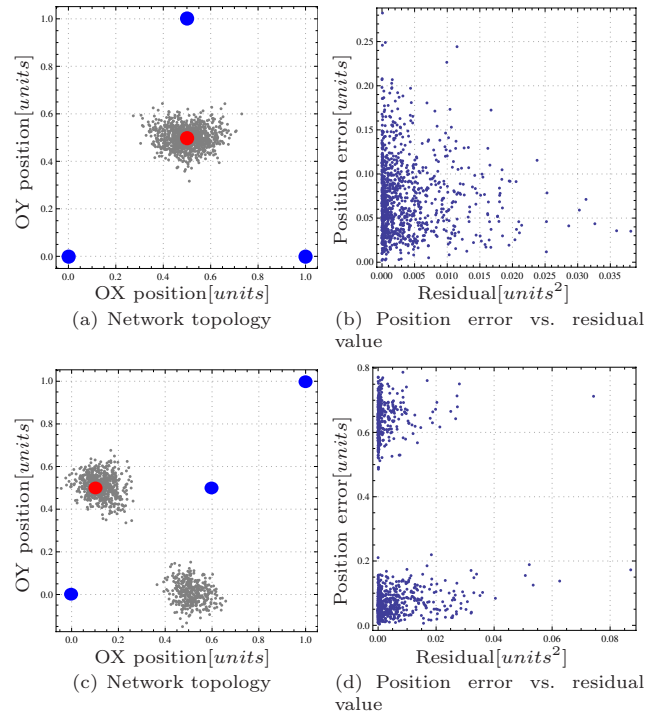 OY position[units]
1.0
0.8
0.6
0.4
0.2
0.0
0.0 0.2 0.4 0.6 0.8 1.0
OX position[units]
(a) Network topology
Position error[units]
0.25
0.20
0.15
0.10
0.05
0.00
0.000 0.005 0.010 0.015 0.020 0.025 0.030 0.035
Residual[units²]
(b) Position error vs. residual
value
OY position[units]
1.0
0.8
0.6
0.4
0.2
0.0
0.0 0.2 0.4 0.6 0.8 1.0
OX position[units]
(c) Network topology
Position error[units]
0.8
0.6
0.4
0.2
0.0
0.00 0.02 0.04 0.06 0.08
Residual[units²]
(d) Position error vs. residual
value